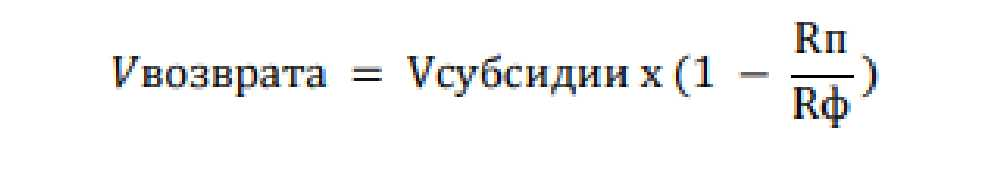 Vвозврата = Vсубсидии х (1 − Rп/Rф)